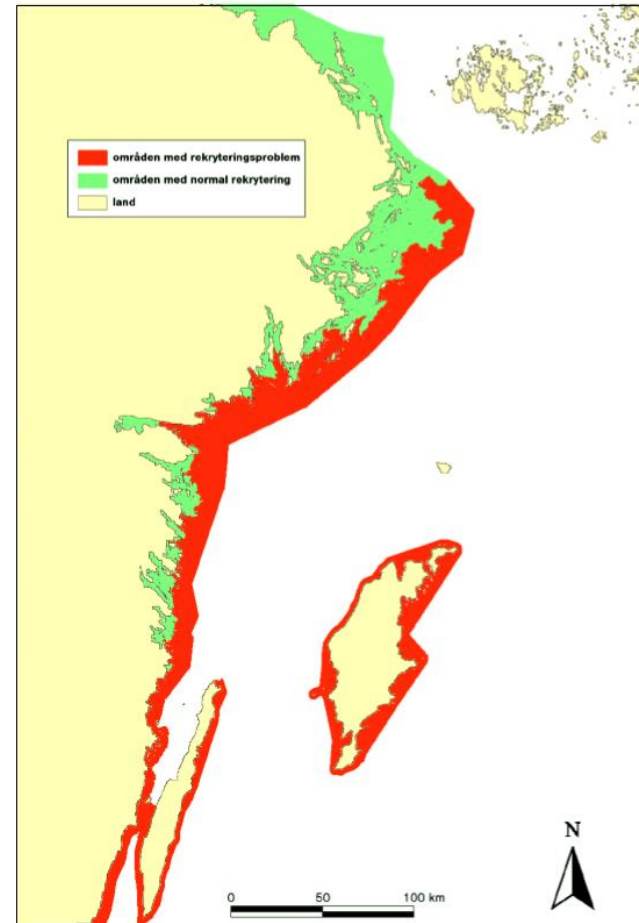 områden med rekryteringsproblem
områden med normal rekrytering
land
N
0 50 100 km